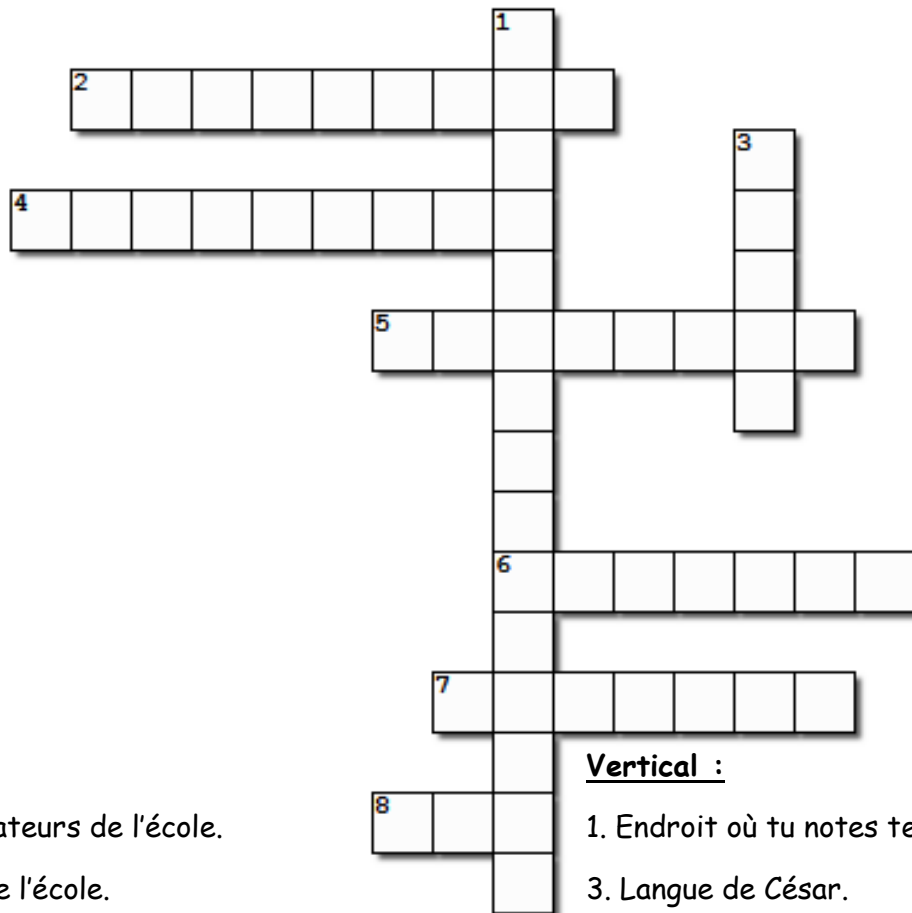 1
2
3
4
5
6
7
Vertical :
8
ateurs de l'école.
1. Endroit où tu notes te
e l'école.
3. Langue de César.